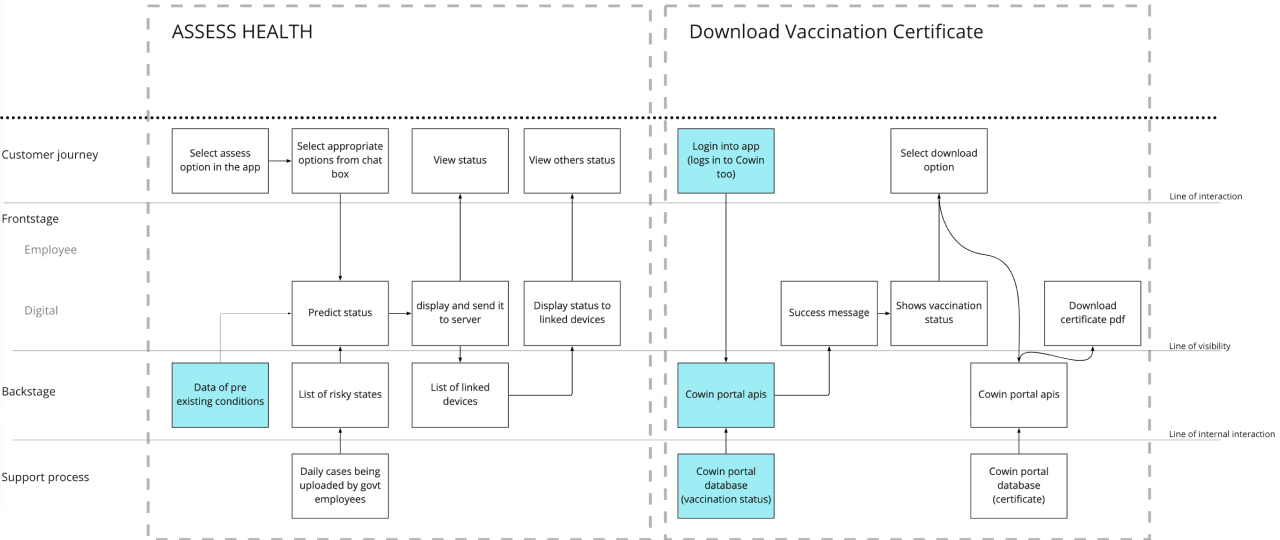 ASSESS HEALTH
Download Vaccination Certificate
Customer journey
Select assess
option in the app
Select appropriate
options from chat
box
View status
View others status
Login into app
(logs in to Cowin
too)
Select download
option
Line of interaction
Frontstage
Employee
Digital
Predict status
display and send it
to server
Display status to
linked devices
Success message
Shows vaccination
status
Download
certificate pdf
Line of visibility
Backstage
Data of pre
existing conditions
List of risky states
List of linked
devices
Cowin portal apis
Cowin portal apis
Line of internal interaction
Support process
Daily cases being
uploaded by govt
employees
Cowin portal
database
(vaccination status)
Cowin portal
database
(certificate)